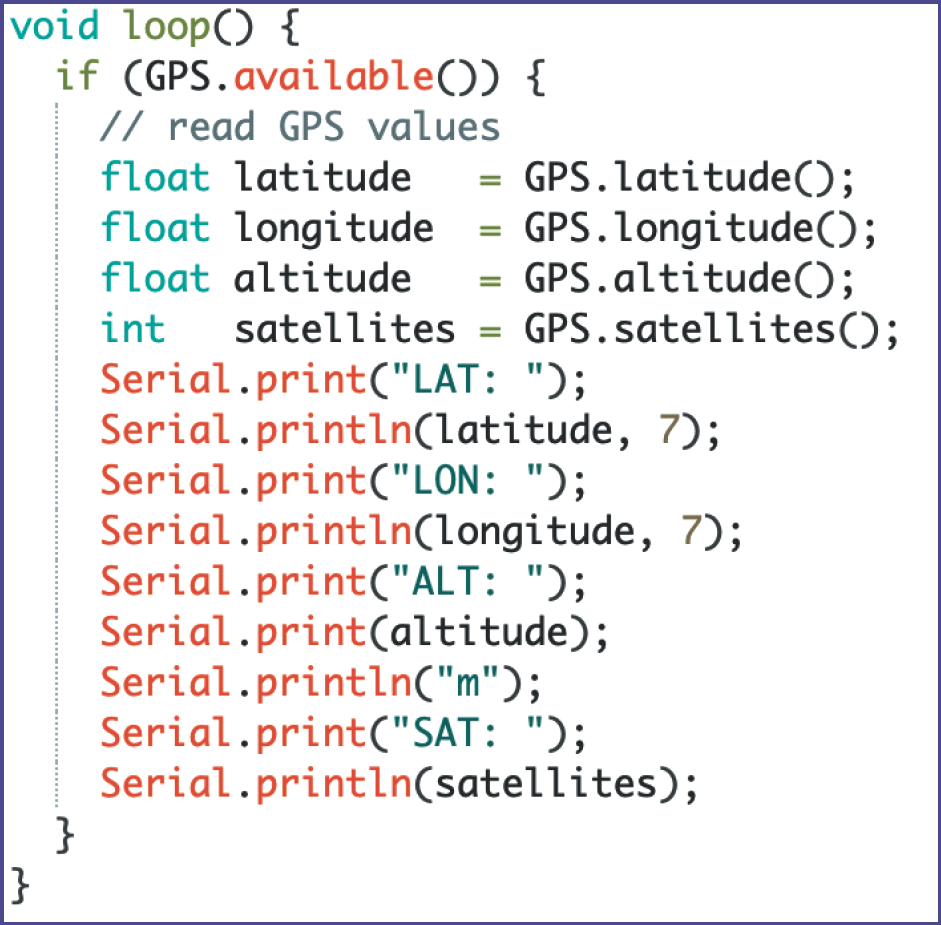 void loop() {
  if (GPS.available()) {
    // read GPS values
    float latitude   = GPS.latitude();
    float longitude  = GPS.longitude();
    float altitude   = GPS.altitude();
    int   satellites = GPS.satellites();
    Serial.print("LAT: ");
    Serial.println(latitude, 7);
    Serial.print("LON: ");
    Serial.println(longitude, 7);
    Serial.print("ALT: ");
    Serial.print(altitude);
    Serial.println("m");
    Serial.print("SAT: ");
    Serial.println(satellites);
  }
}